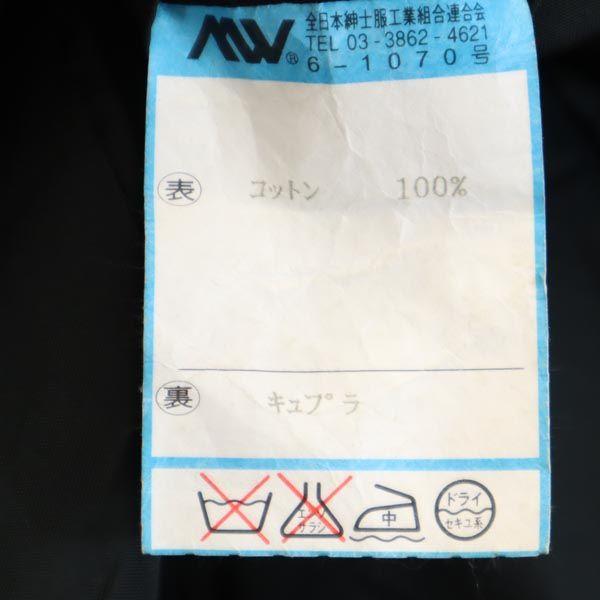 MW® 全日本紳士服工業組合連合会
TEL 03-3862-4621
6-1070号
表 コットン 100%
裏 キュプラ
エンソ
サラシ
中
ドライ
セキユ系